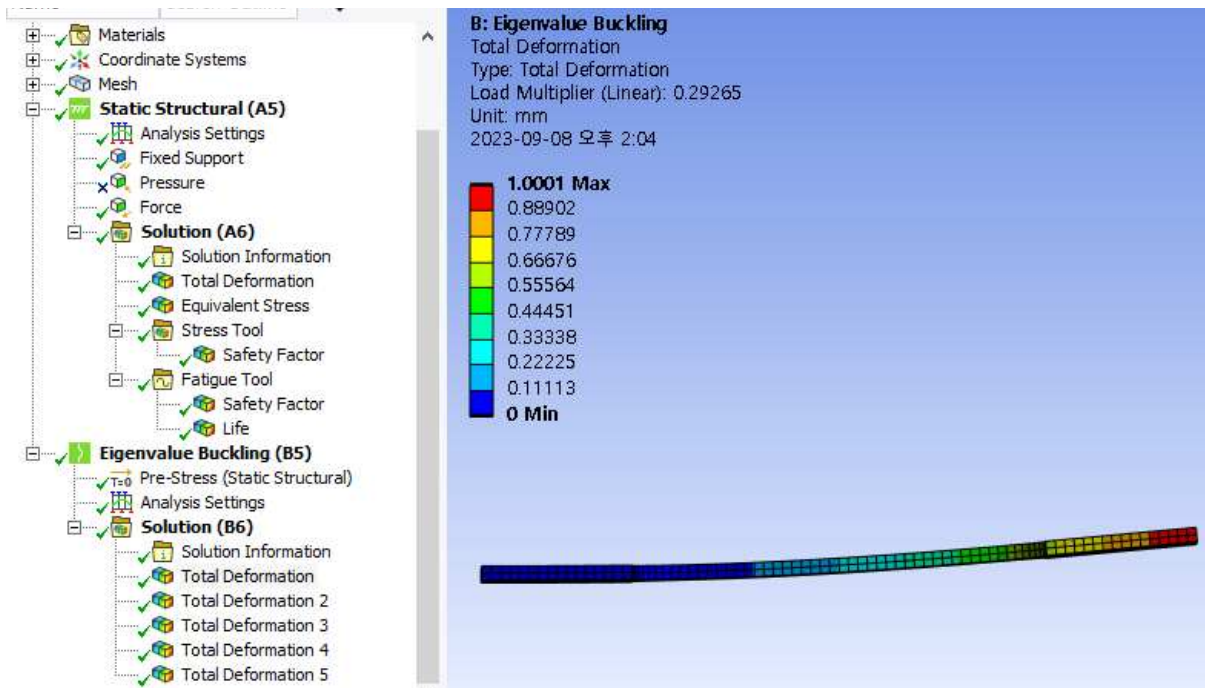 Materials
Coordinate Systems
Mesh
Static Structural (A5)
Analysis Settings
Fixed Support
Pressure
Force
Solution (A6)
Solution Information
Total Deformation
Equivalent Stress
Stress Tool
Safety Factor
Fatigue Tool
Safety Factor
Life
Eigenvalue Buckling (B5)
T=0 Pre-Stress (Static Structural)
Analysis Settings
Solution (B6)
Solution Information
Total Deformation
Total Deformation 2
Total Deformation 3
Total Deformation 4
Total Deformation 5
B: Eigenvalue Buckling
Total Deformation
Type: Total Deformation
Load Multiplier (Linear): 0.29265
Unit: mm
2023-09-08 오후 2:04
1.0001 Max
0.88902
0.77789
0.66676
0.55564
0.44451
0.33338
0.22225
0.11113
0 Min